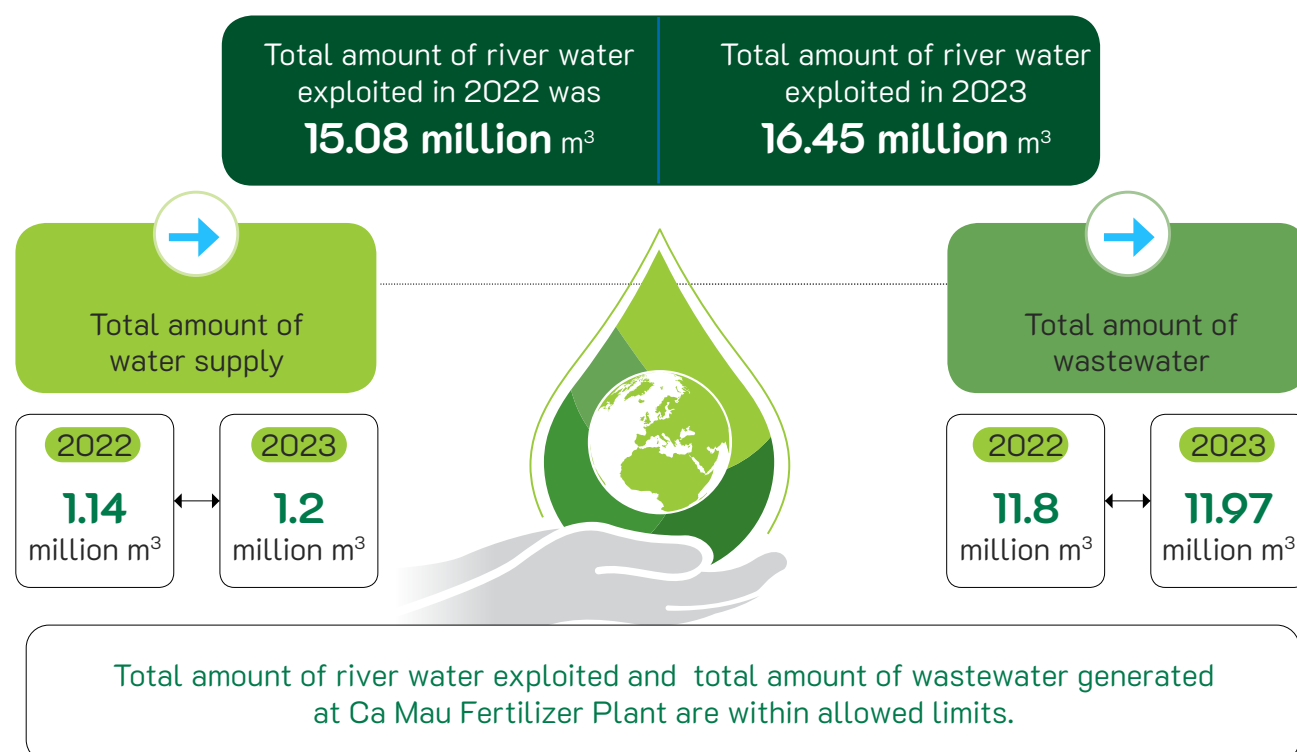 Total amount of river water
exploited in 2022 was
15.08 million m³
Total amount of river water
exploited in 2023
16.45 million m³
Total amount of
water supply
Total amount of
wastewater
2022
1.14
million m³
2023
1.2
million m³
2022
11.8
million m³
2023
11.97
million m³
Total amount of river water exploited and total amount of wastewater generated
at Ca Mau Fertilizer Plant are within allowed limits.